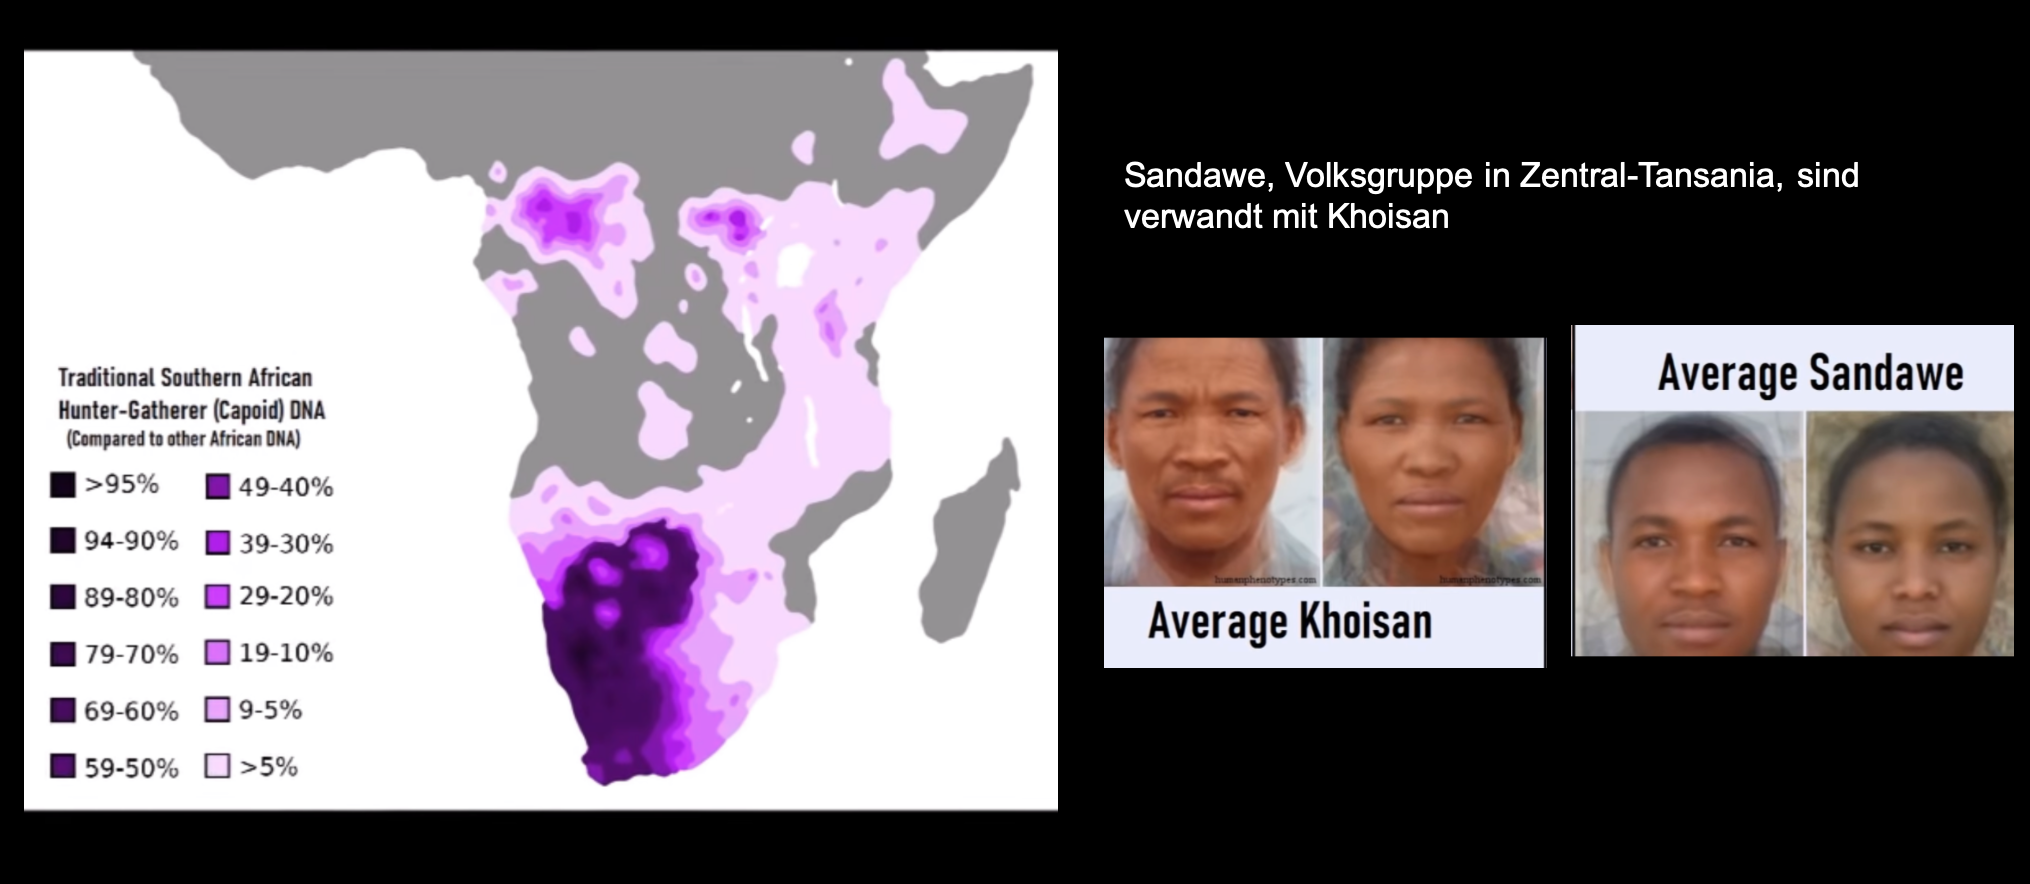 Traditional Southern African
Hunter-Gatherer (Capoid) DNA
(Compared to other African DNA)
>95%
94-90%
89-80%
79-70%
69-60%
59-50%
49-40%
39-30%
29-20%
19-10%
9-5%
>5%
Sandawe, Volksgruppe in Zentral-Tansania, sind
verwandt mit Khoisan
humanphenotypes.com
humanphenotypes.com
Average Khoisan
Average Sandawe